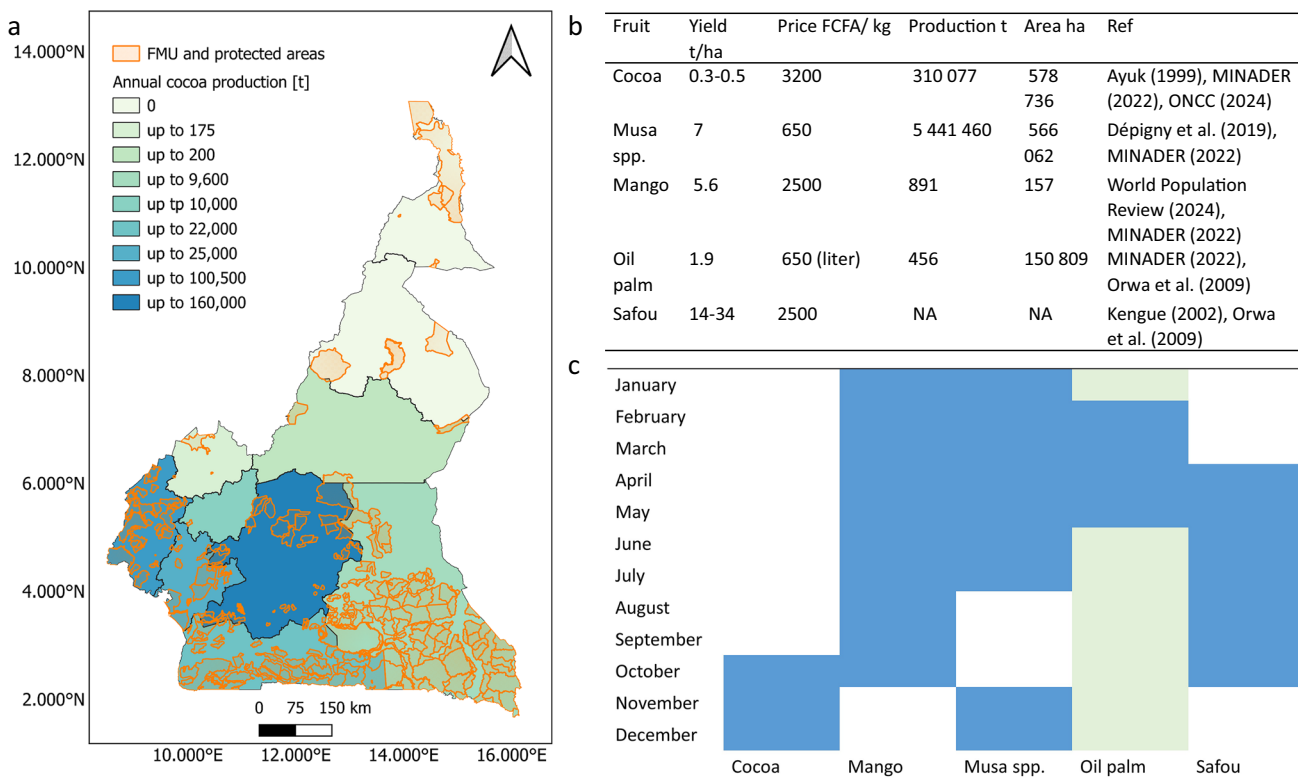 a
14.000°N
12.000°N
10.000°N
8.000°N
6.000°N
4.000°N
2.000°N
FMU and protected areas
Annual cocoa production [t]
0
up to 175
up to 200
up to 9,600
up tp 10,000
up to 22,000
up to 25,000
up to 100,500
up to 160,000
0 75 150 km
10.000°E 12.000°E 14.000°E 16.000°E
b
Fruit Yield Price FCFA/ kg Production t Area ha Ref
t/ha
Cocoa 0.3-0.5 3200 310 077 578 Ayuk (1999), MINADER
736 (2022), ONCC (2024)
Musa 7 650 5 441 460 566 Dépigny et al. (2019),
spp. 062 MINADER (2022)
Mango 5.6 2500 891 157 World Population
Review (2024),
MINADER (2022)
Oil 1.9 650 (liter) 456 150 809 MINADER (2022),
palm Orwa et al. (2009)
Safou 14-34 2500 NA NA Kengue (2002), Orwa
et al. (2009)
c
January
February
March
April
May
June
July
August
September
October
November
December
Cocoa Mango Musa spp. Oil palm Safou